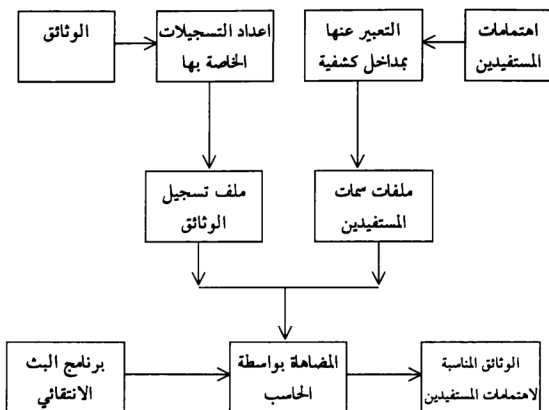 اهتمامات
المستفيدين
التعبير عنها
بمداخل كشفية
اعداد التسجيلات
الخاصة بها
الوثائق
ملفات سمات
المستفيدين
ملف تسجيل
الوثائق
الوثائق المناسبة
لاهتمامات المستفيدين
المضاهاة بواسطة
الحاسب
برنامج البث
الانتقائي